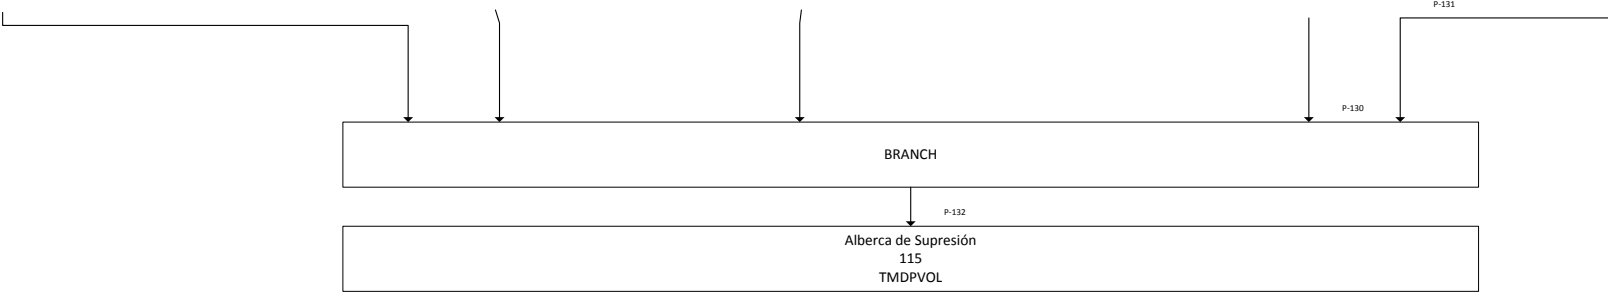 P-131
P-130
BRANCH
P-132
Alberca de Supresión
115
TMDPVOL